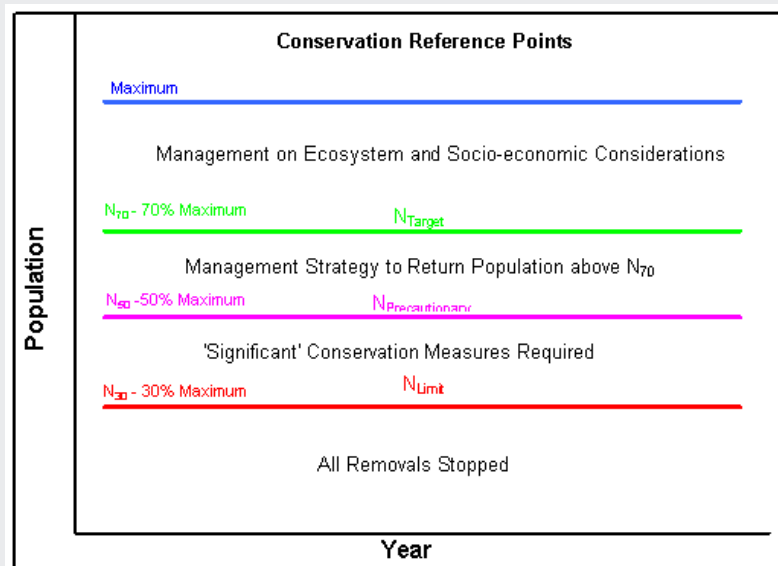 Conservation Reference Points
Maximum
Management on Ecosystem and Socio-economic Considerations
N70 - 70% Maximum
NTarget
Management Strategy to Return Population above N70
N50 -50% Maximum
NPrecautionary
'Significant' Conservation Measures Required
N30 - 30% Maximum
NLimit
All Removals Stopped
Population
Year